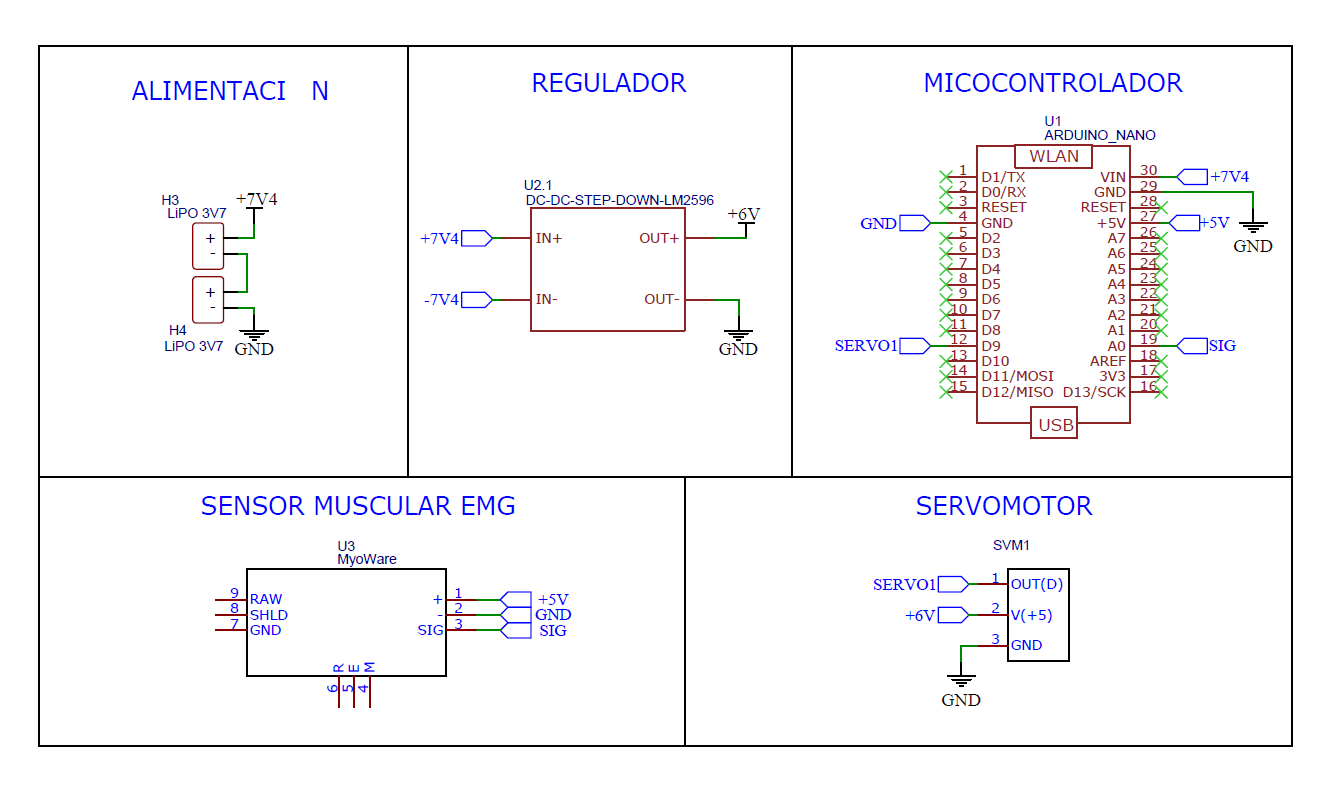 ALIMENTACI N
H3
LiPO 3V7
+7V4
+
-
+
-
H4
LiPO 3V7
GND
REGULADOR
U2.1
DC-DC-STEP-DOWN-LM2596
+6V
+7V4 IN+ OUT+
-7V4 IN- OUT-
GND
MICOCONTROLADOR
U1
ARDUINO_NANO
WLAN
1 D1/TX VIN 30 +7V4
2 D0/RX GND 29
3 RESET RESET 28
GND 4 GND +5V 27 +5V
5 D2 A7 26
GND
6 D3 A6 25
7 D4 A5 24
8 D5 A4 23
9 D6 A3 22
10 D7 A2 21
11 D8 A1 20
SERVO1 12 D9 A0 19 SIG
13 D10 AREF 18
14 D11/MOSI 3V3 17
15 D12/MISO D13/SCK 16
USB
SENSOR MUSCULAR EMG
U3
MyoWare
9 RAW + 1 +5V
8 SHLD - 2 GND
7 GND SIG 3 SIG
R E M
6 5 4
SERVOMOTOR
SVM1
SERVO1 1 OUT(D)
+6V 2 V(+5)
3 GND
GND